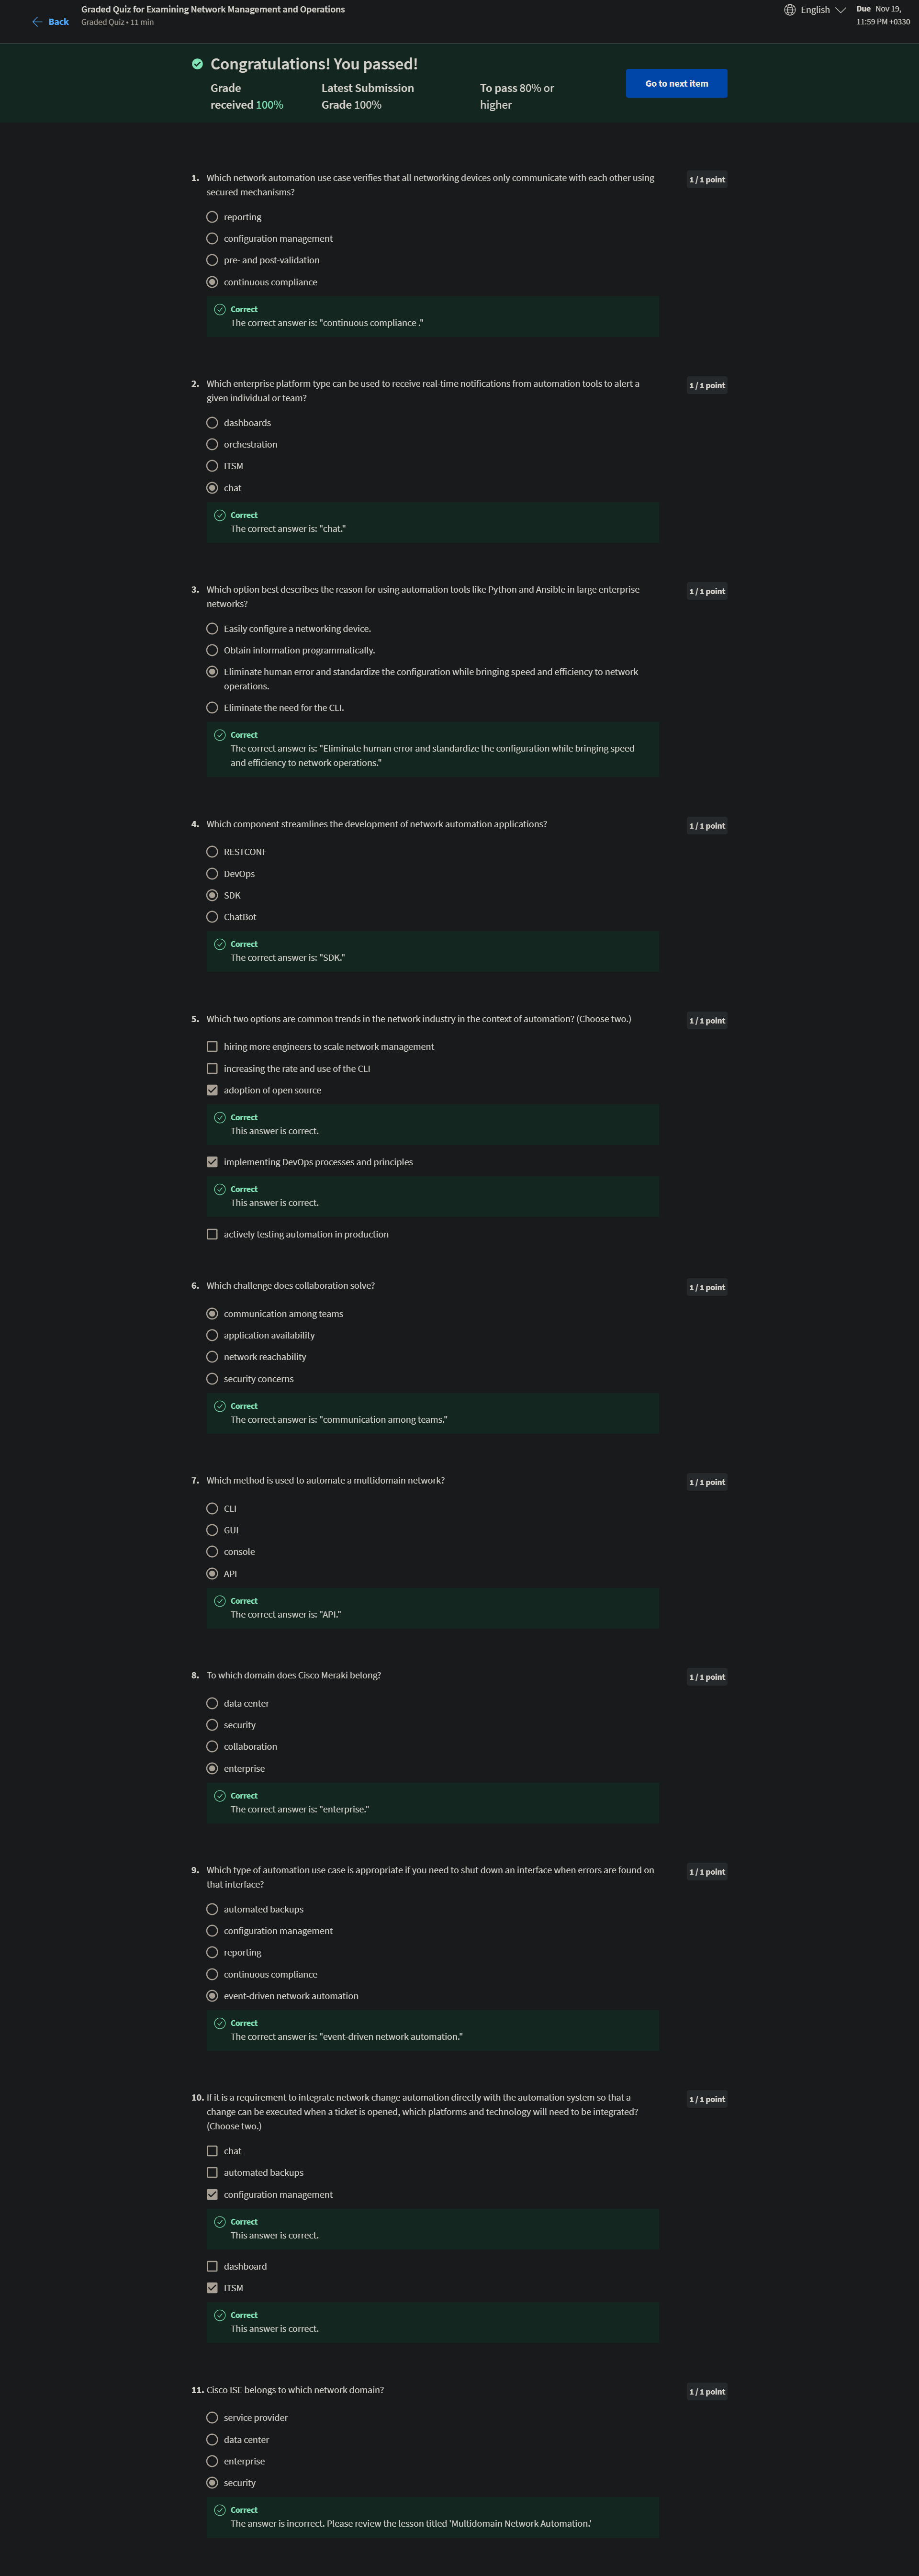 Back
Graded Quiz for Examining Network Management and Operations
Graded Quiz • 11 min
English
Due Nov 19,
11:59 PM +0330
Congratulations! You passed!
Grade
received 100%
Latest Submission
Grade 100%
To pass 80% or
higher
Go to next item
1. Which network automation use case verifies that all networking devices only communicate with each other using
secured mechanisms?
1 / 1 point
reporting
configuration management
pre- and post-validation
continuous compliance
Correct
The correct answer is: "continuous compliance ."
2. Which enterprise platform type can be used to receive real-time notifications from automation tools to alert a
given individual or team?
1 / 1 point
dashboards
orchestration
ITSM
chat
Correct
The correct answer is: "chat."
3. Which option best describes the reason for using automation tools like Python and Ansible in large enterprise
networks?
1 / 1 point
Easily configure a networking device.
Obtain information programmatically.
Eliminate human error and standardize the configuration while bringing speed and efficiency to network
operations.
Eliminate the need for the CLI.
Correct
The correct answer is: "Eliminate human error and standardize the configuration while bringing speed
and efficiency to network operations."
4. Which component streamlines the development of network automation applications?
1 / 1 point
RESTCONF
DevOps
SDK
ChatBot
Correct
The correct answer is: "SDK."
5. Which two options are common trends in the network industry in the context of automation? (Choose two.)
1 / 1 point
hiring more engineers to scale network management
increasing the rate and use of the CLI
adoption of open source
Correct
This answer is correct.
implementing DevOps processes and principles
Correct
This answer is correct.
actively testing automation in production
6. Which challenge does collaboration solve?
1 / 1 point
communication among teams
application availability
network reachability
security concerns
Correct
The correct answer is: "communication among teams."
7. Which method is used to automate a multidomain network?
1 / 1 point
CLI
GUI
console
API
Correct
The correct answer is: "API."
8. To which domain does Cisco Meraki belong?
1 / 1 point
data center
security
collaboration
enterprise
Correct
The correct answer is: "enterprise."
9. Which type of automation use case is appropriate if you need to shut down an interface when errors are found on
that interface?
1 / 1 point
automated backups
configuration management
reporting
continuous compliance
event-driven network automation
Correct
The correct answer is: "event-driven network automation."
10. If it is a requirement to integrate network change automation directly with the automation system so that a
change can be executed when a ticket is opened, which platforms and technology will need to be integrated?
(Choose two.)
1 / 1 point
chat
automated backups
configuration management
Correct
This answer is correct.
dashboard
ITSM
Correct
This answer is correct.
11. Cisco ISE belongs to which network domain?
1 / 1 point
service provider
data center
enterprise
security
Correct
The answer is incorrect. Please review the lesson titled 'Multidomain Network Automation.'